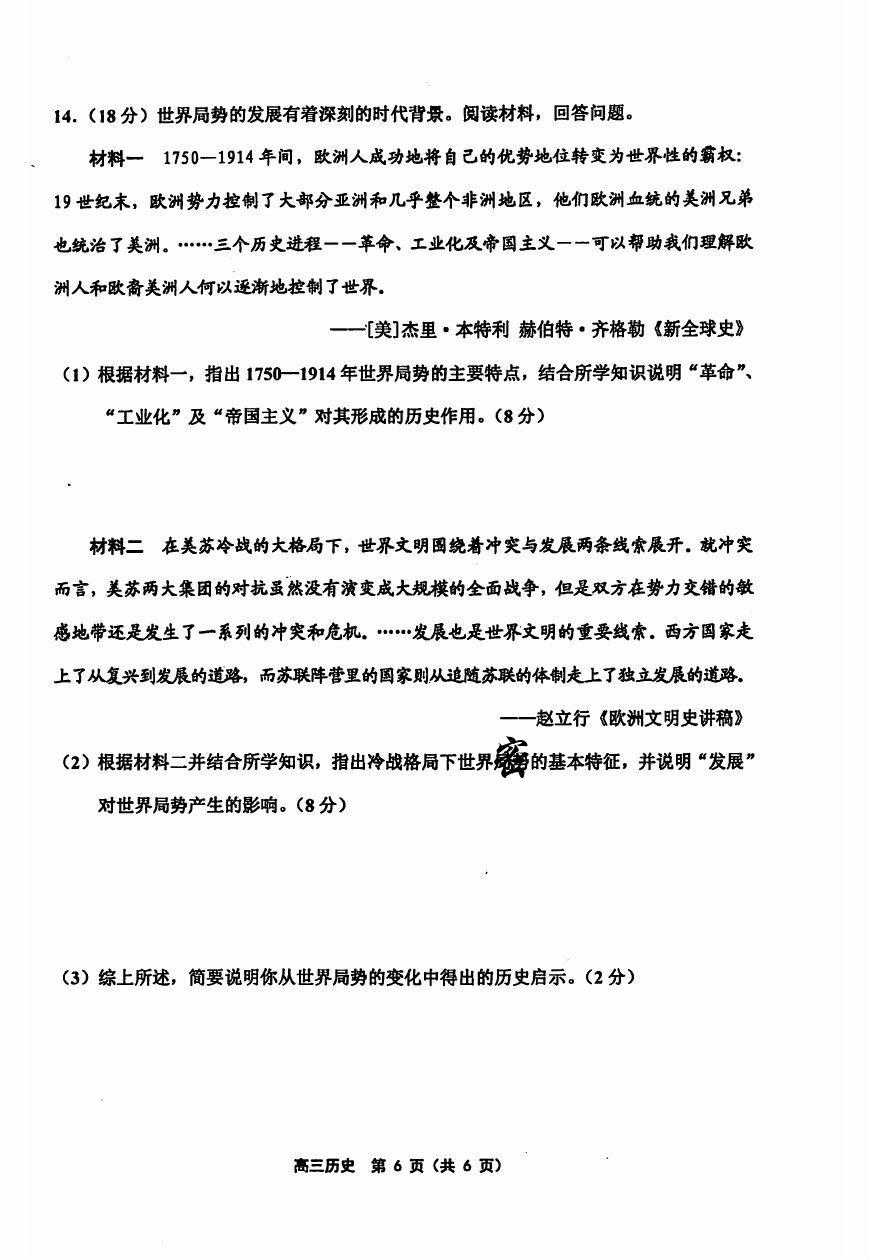 14.（18 分）世界局势的发展有着深刻的时代背景。阅读材料，回答问题。
材料一 1750—1914 年间，欧洲人成功地将自己的优势地位转变为世界性的霸权：
19 世纪末，欧洲势力控制了大部分亚洲和几乎整个非洲地区，他们欧洲血统的美洲兄弟
也统治了美洲。……三个历史进程——革命、工业化及帝国主义——可以帮助我们理解欧
洲人和欧裔美洲人何以逐渐地控制了世界。
——[美]杰里·本特利 赫伯特·齐格勒《新全球史》
（1）根据材料一，指出 1750—1914 年世界局势的主要特点，结合所学知识说明“革命”、
“工业化”及“帝国主义”对其形成的历史作用。（8 分）
材料二 在美苏冷战的大格局下，世界文明围绕着冲突与发展两条线索展开。就冲突
而言，美苏两大集团的对抗虽然没有演变成大规模的全面战争，但是双方在势力交错的敏
感地带还是发生了一系列的冲突和危机。……发展也是世界文明的重要线索。西方国家走
上了从复兴到发展的道路，而苏联阵营里的国家则从追随苏联的体制走上了独立发展的道路。
——赵立行《欧洲文明史讲稿》
（2）根据材料二并结合所学知识，指出冷战格局下世界局势的基本特征，并说明“发展”
对世界局势产生的影响。（8 分）
密
（3）综上所述，简要说明你从世界局势的变化中得出的历史启示。（2 分）
高三历史 第 6 页（共 6 页）